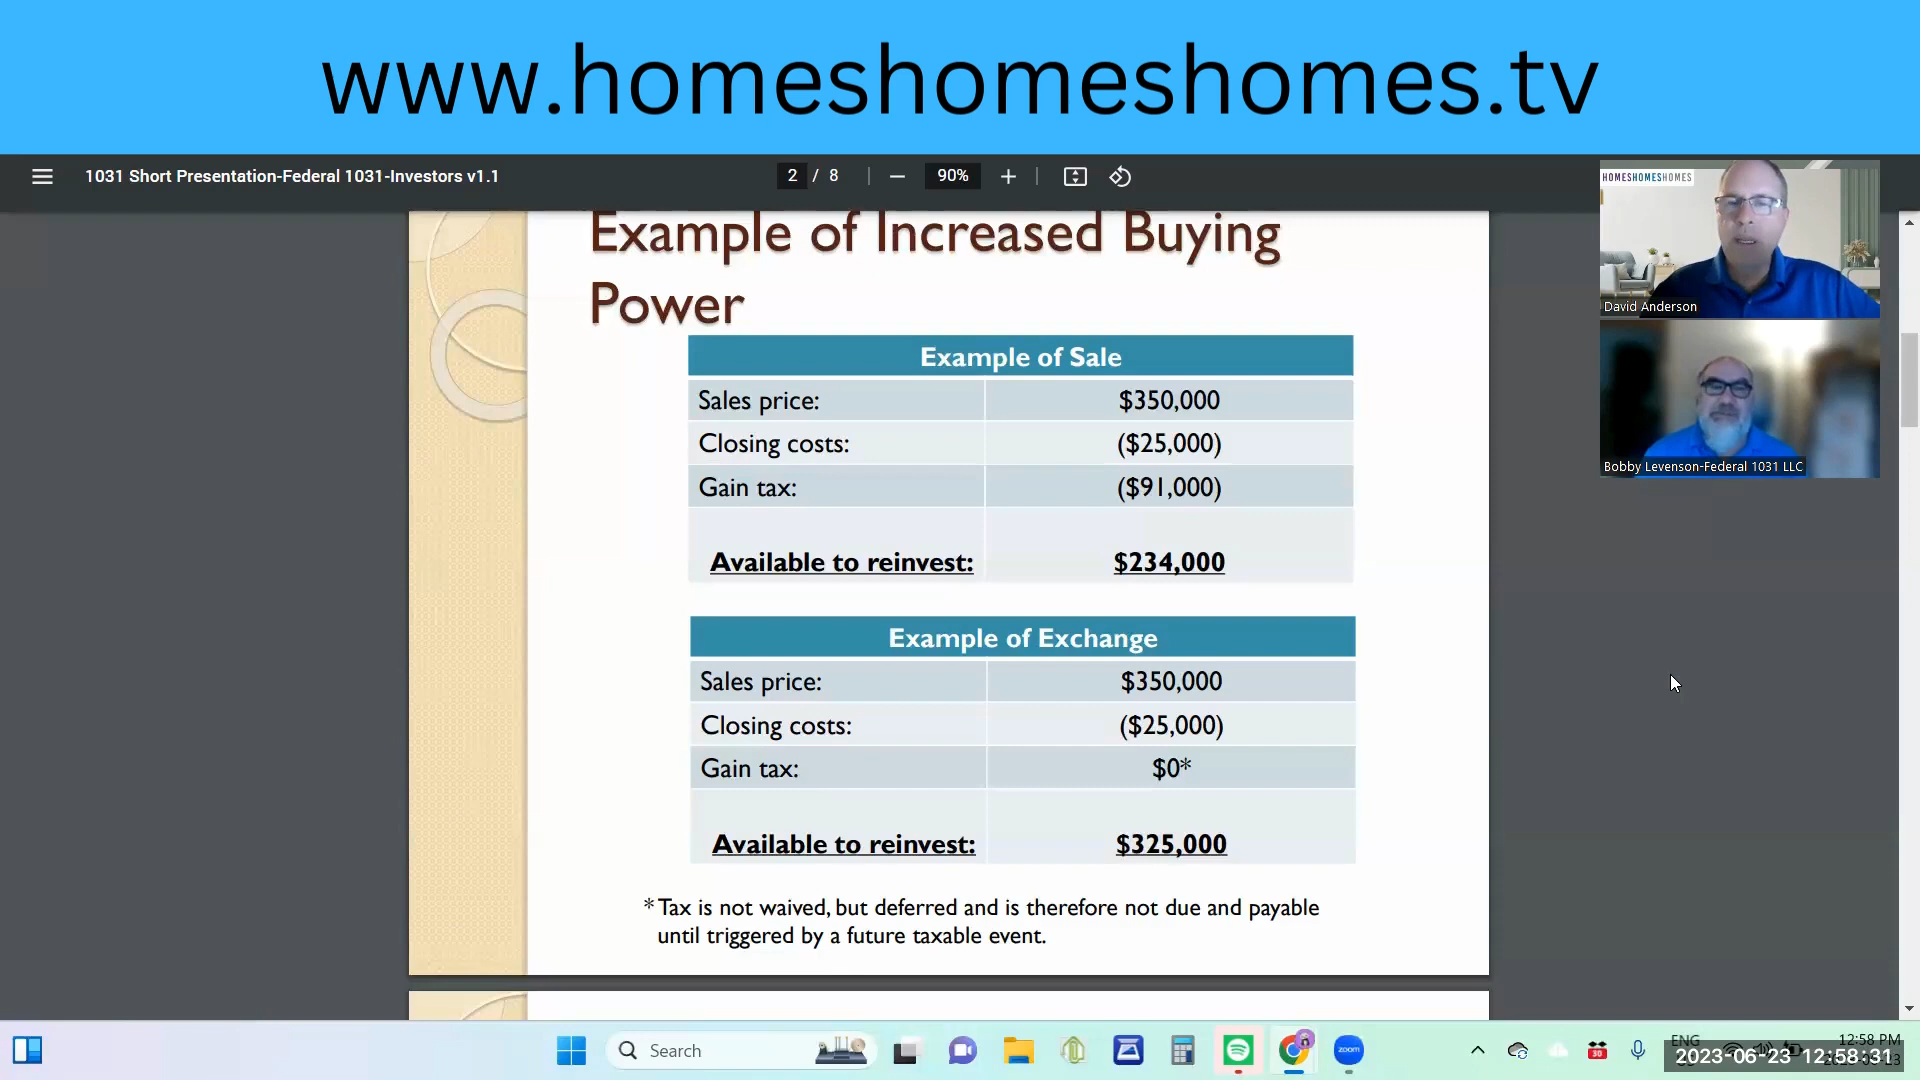 www.homeshomeshomes.tv
1031 Short Presentation-Federal 1031-Investors v1.1
2 / 8
90%
HOMESHOMESHOMES
David Anderson
Bobby Levenson-Federal 1031 LLC
Example of Increased Buying
Power
Example of Sale
Sales price: $350,000
Closing costs: ($25,000)
Gain tax: ($91,000)
Available to reinvest: $234,000
Example of Exchange
Sales price: $350,000
Closing costs: ($25,000)
Gain tax: $0*
Available to reinvest: $325,000
* Tax is not waived, but deferred and is therefore not due and payable
until triggered by a future taxable event.
Search
zoom
30
ENG
12:58 PM
2023-06-23 12:58:31